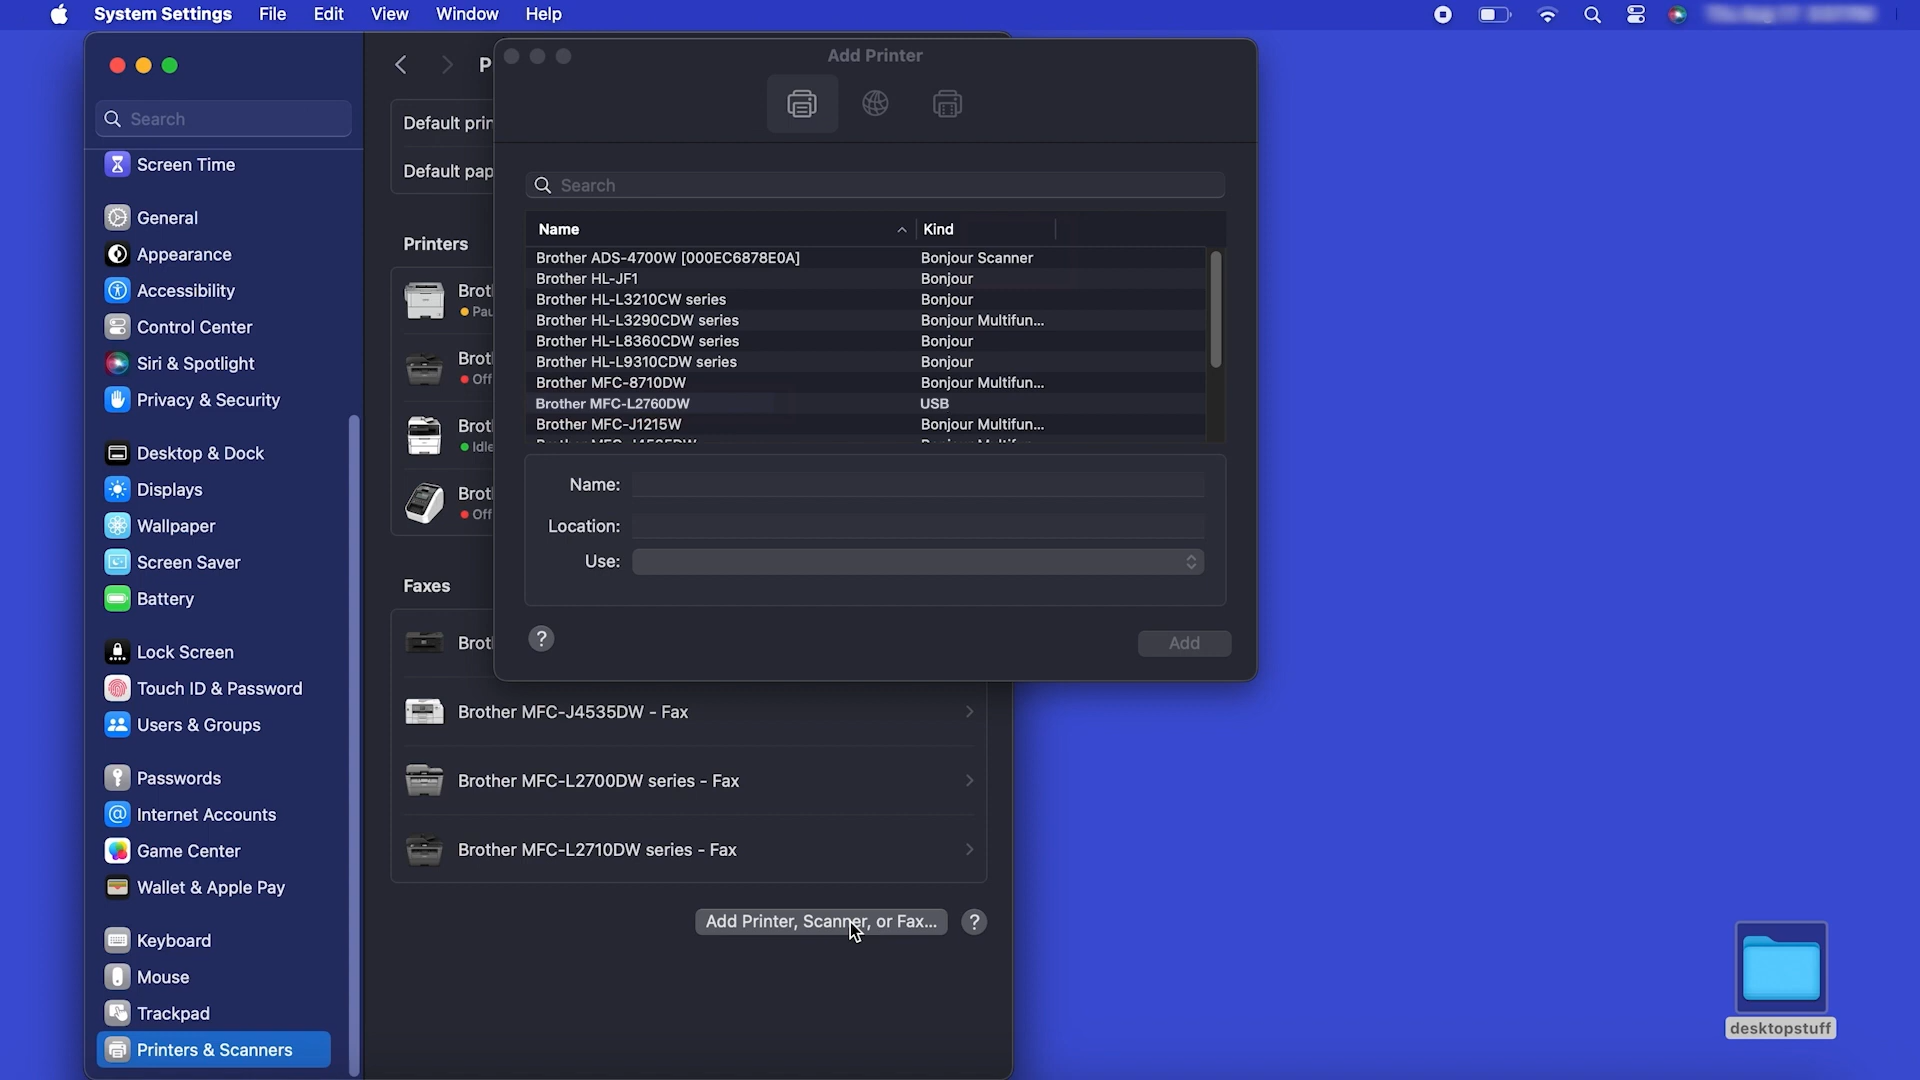 System Settings File Edit View Window Help
Search
Screen Time
General
Appearance
Accessibility
Control Center
Siri & Spotlight
Privacy & Security
Desktop & Dock
Displays
Wallpaper
Screen Saver
Battery
Lock Screen
Touch ID & Password
Users & Groups
Passwords
Internet Accounts
Game Center
Wallet & Apple Pay
Keyboard
Mouse
Trackpad
Printers & Scanners
P
Default prin
Default pap
Printers
Brot
Pau
Brot
Off
Brot
Idle
Brot
Off
Faxes
Brot
Brother MFC-J4535DW - Fax
Brother MFC-L2700DW series - Fax
Brother MFC-L2710DW series - Fax
Add Printer, Scanner, or Fax... ?
Add Printer
Search
Name Kind
Brother ADS-4700W [000EC6878E0A] Bonjour Scanner
Brother HL-JF1 Bonjour
Brother HL-L3210CW series Bonjour
Brother HL-L3290CDW series Bonjour Multifun...
Brother HL-L8360CDW series Bonjour
Brother HL-L9310CDW series Bonjour
Brother MFC-8710DW Bonjour Multifun...
Brother MFC-L2760DW USB
Brother MFC-J1215W Bonjour Multifun...
Name:
Location:
Use:
? Add
desktopstuff